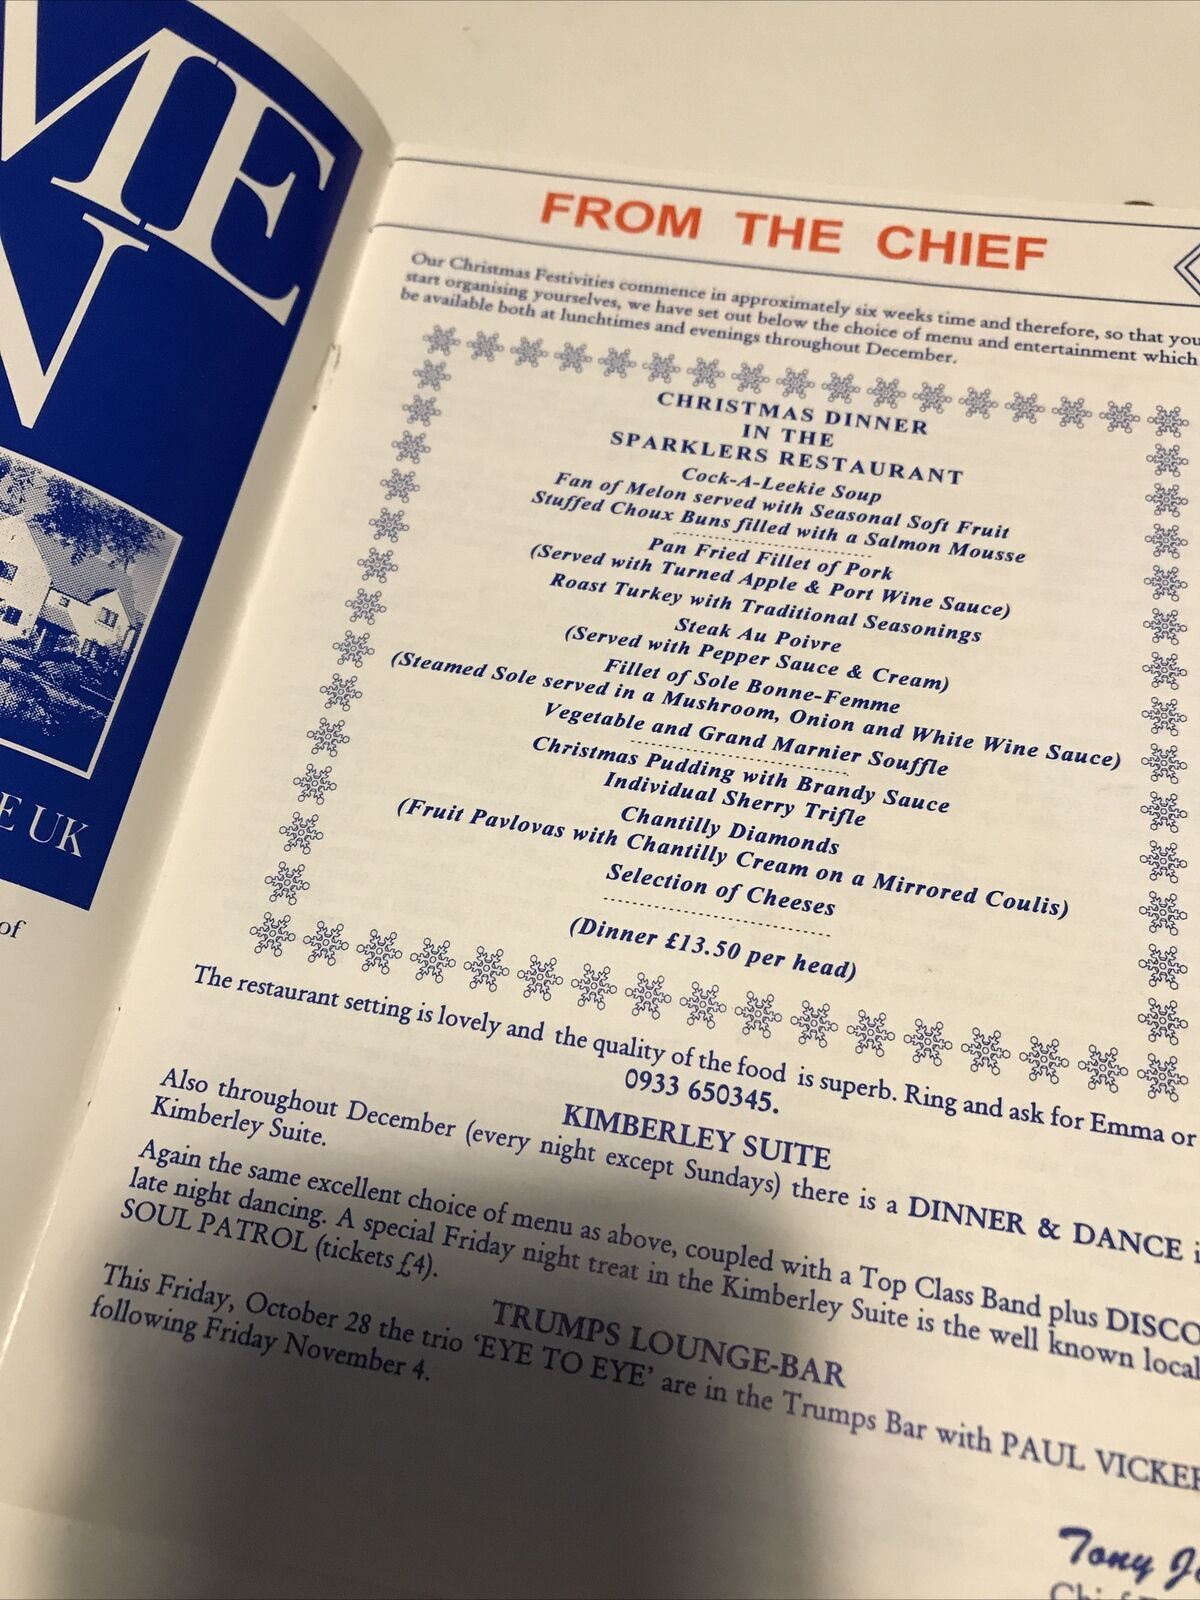 ME
N
E UK
of
FROM THE CHIEF
Our Christmas Festivities commence in approximately six weeks time and therefore, so that you
start organising yourselves, we have set out below the choice of menu and entertainment which
be available both at lunchtimes and evenings throughout December.
CHRISTMAS DINNER
IN THE
SPARKLERS RESTAURANT
Cock-A-Leekie Soup
Fan of Melon served with Seasonal Soft Fruit
Stuffed Choux Buns filled with a Salmon Mousse
Pan Fried Fillet of Pork
(Served with Turned Apple & Port Wine Sauce)
Roast Turkey with Traditional Seasonings
Steak Au Poivre
(Served with Pepper Sauce & Cream)
Fillet of Sole Bonne-Femme
(Steamed Sole served in a Mushroom, Onion and White Wine Sauce)
Vegetable and Grand Marnier Souffle
Christmas Pudding with Brandy Sauce
Individual Sherry Trifle
Chantilly Diamonds
(Fruit Pavlovas with Chantilly Cream on a Mirrored Coulis)
Selection of Cheeses
(Dinner £13.50 per head)
The restaurant setting is lovely and the quality of the food is superb. Ring and ask for Emma or
0933 650345.
KIMBERLEY SUITE
Also throughout December (every night except Sundays) there is a DINNER & DANCE i
Kimberley Suite.
Again the same excellent choice of menu as above, coupled with a Top Class Band plus DISCO
late night dancing. A special Friday night treat in the Kimberley Suite is the well known local
SOUL PATROL (tickets £4).
TRUMPS LOUNGE-BAR
This Friday, October 28 the trio 'EYE TO EYE' are in the Trumps Bar with PAUL VICKER
following Friday November 4.
Tony J
Chief